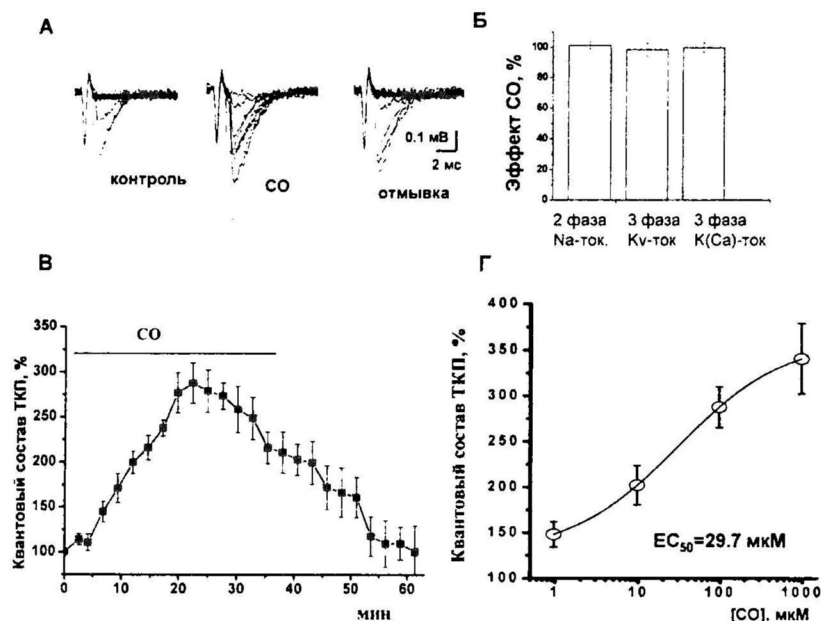 А
контроль
СО
отмывка
0.1 мВ
2 мс
Б
Эффект СО, %
100
80
60
40
20
0
2 фаза 3 фаза 3 фаза
Na-ток. Kv-ток K(Ca)-ток
В
Квантовый состав ТКП, %
350
300
250
200
150
100
СО
0 10 20 30 40 50 60
мин
Г
Квантовый состав ТКП, %
400
350
300
250
200
150
100
EC50=29.7 мкМ
1 10 100 1000
[CO], мкМ